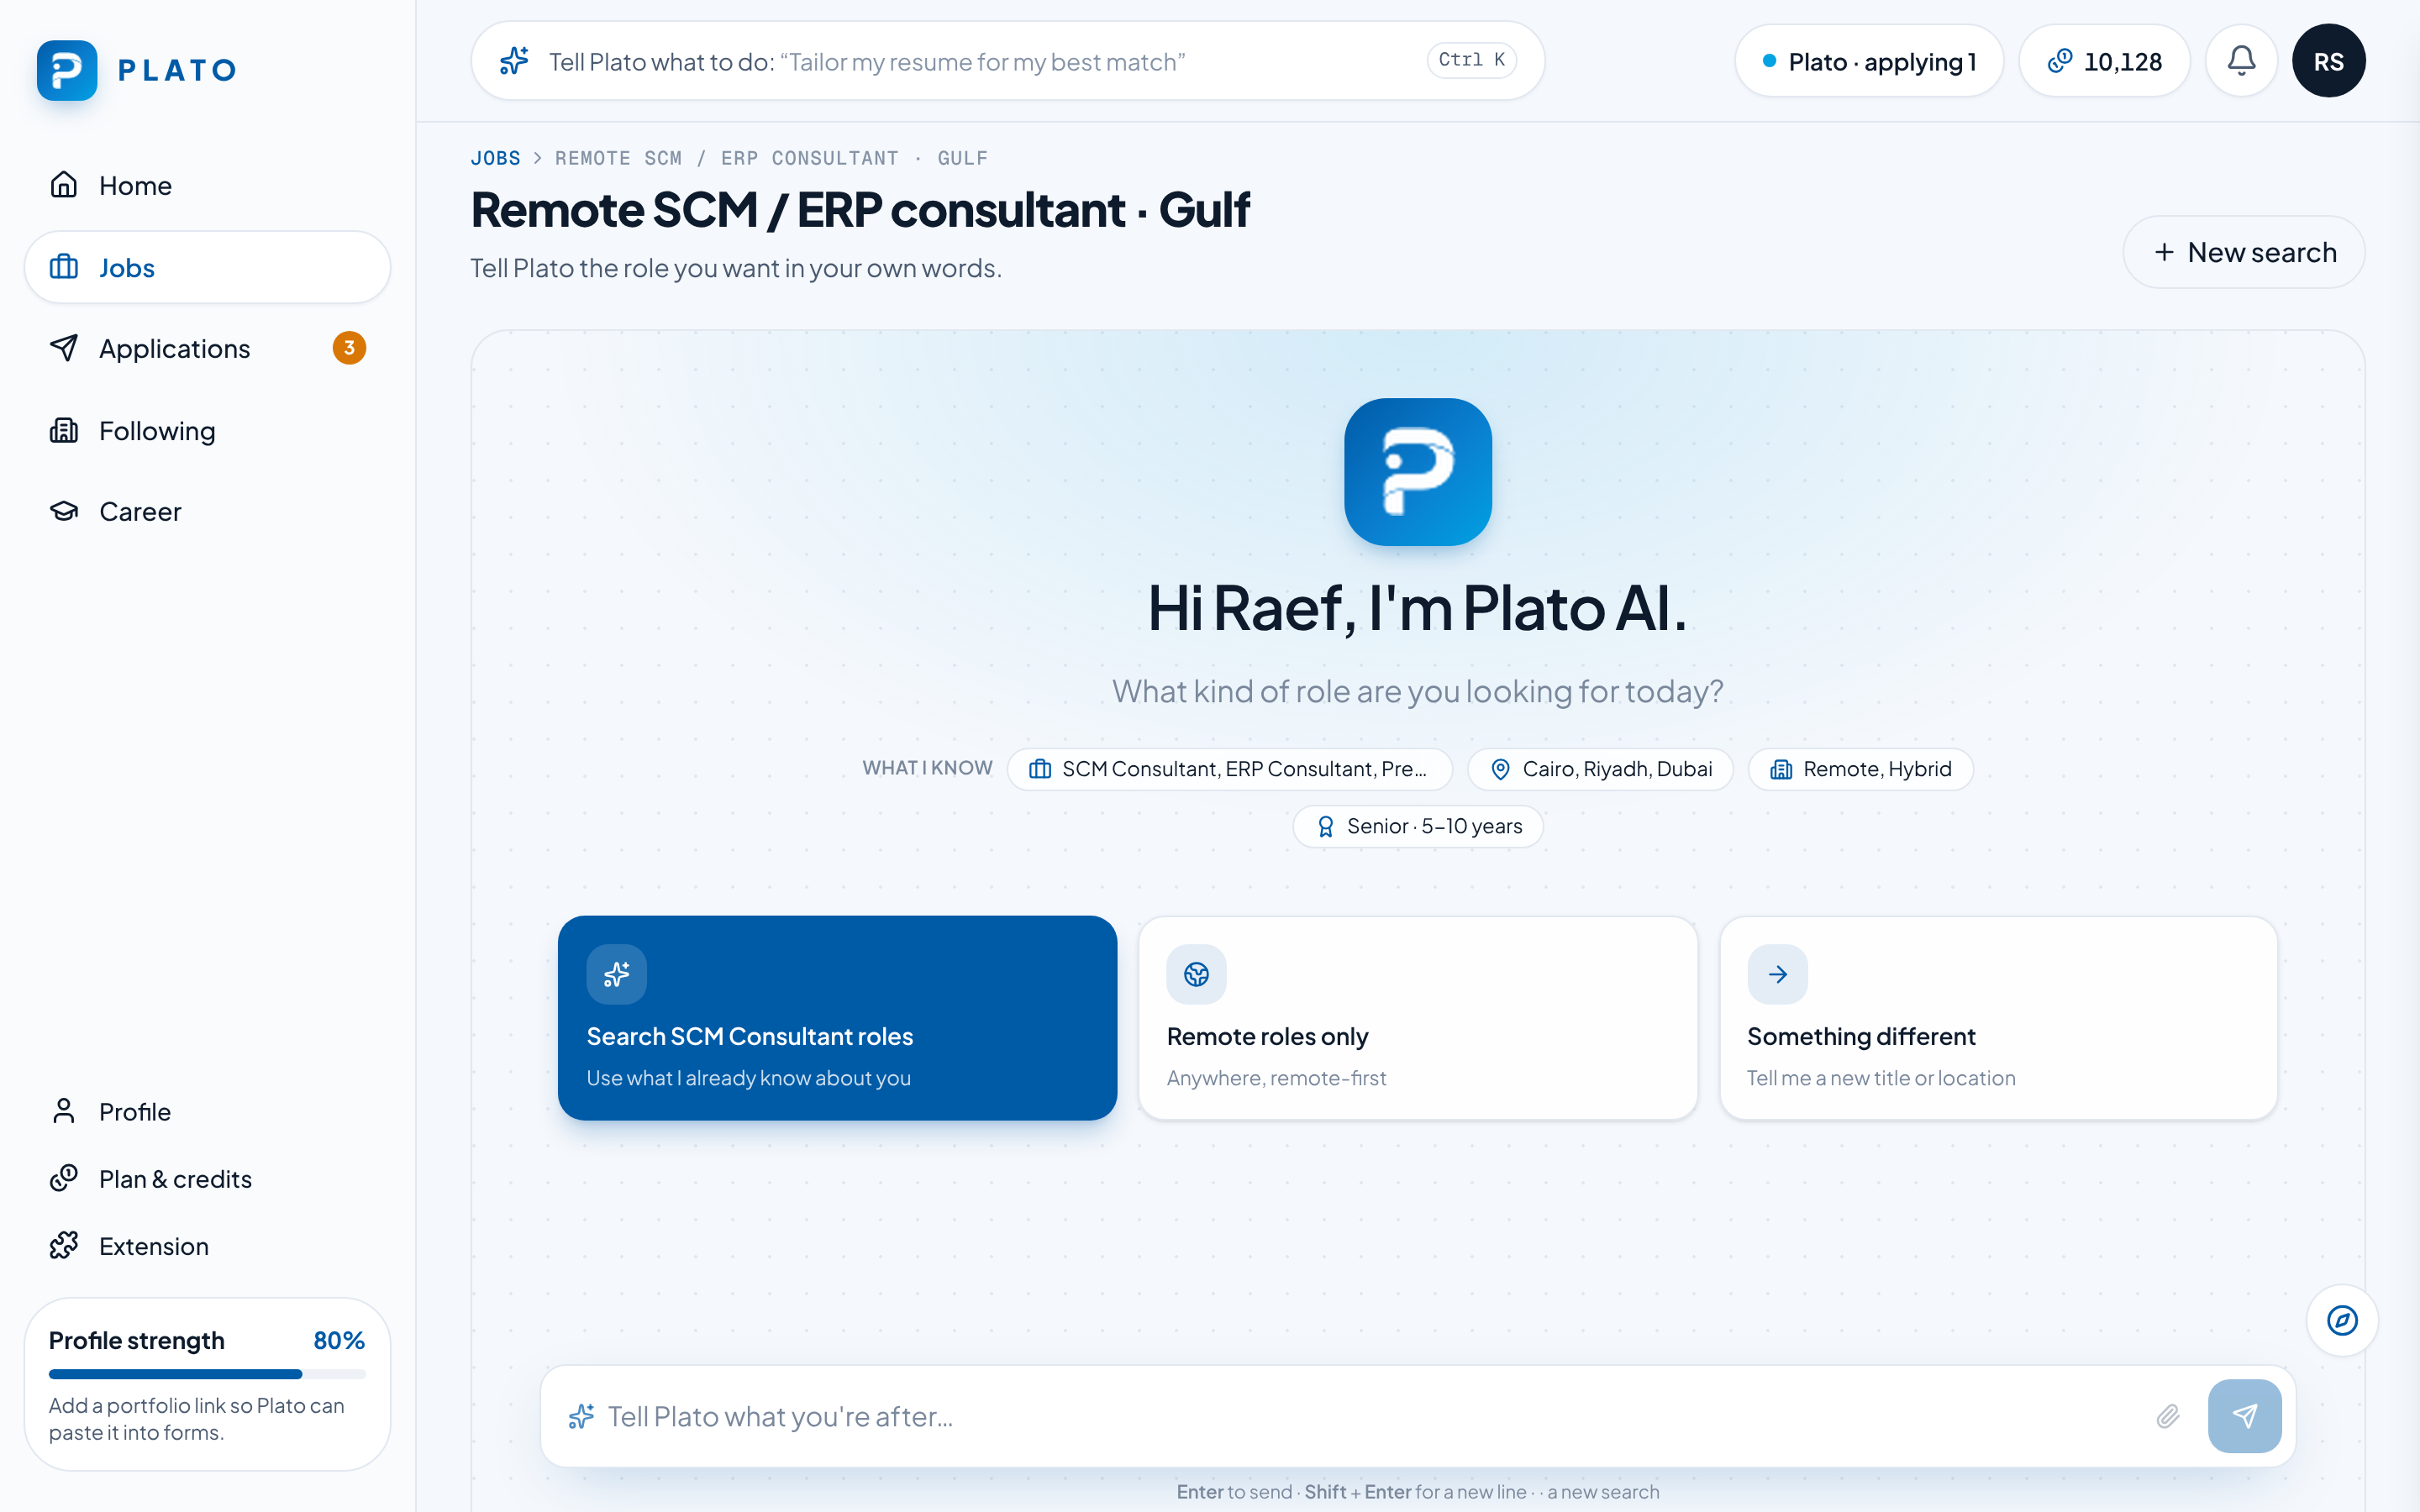 PLATO
Tell Plato what to do: “Tailor my resume for my best match”
Ctrl K
Plato · applying 1
10,128
RS
Home
Jobs
Applications
3
Following
Career
Profile
Plan & credits
Extension
Profile strength
80%
Add a portfolio link so Plato can
paste it into forms.
JOBS > REMOTE SCM / ERP CONSULTANT · GULF
Remote SCM / ERP consultant · Gulf
Tell Plato the role you want in your own words.
+ New search
Hi Raef, I'm Plato AI.
What kind of role are you looking for today?
WHAT I KNOW
SCM Consultant, ERP Consultant, Pre...
Cairo, Riyadh, Dubai
Remote, Hybrid
Senior · 5–10 years
Search SCM Consultant roles
Use what I already know about you
Remote roles only
Anywhere, remote-first
Something different
Tell me a new title or location
Tell Plato what you're after...
Enter to send · Shift + Enter for a new line · · a new search